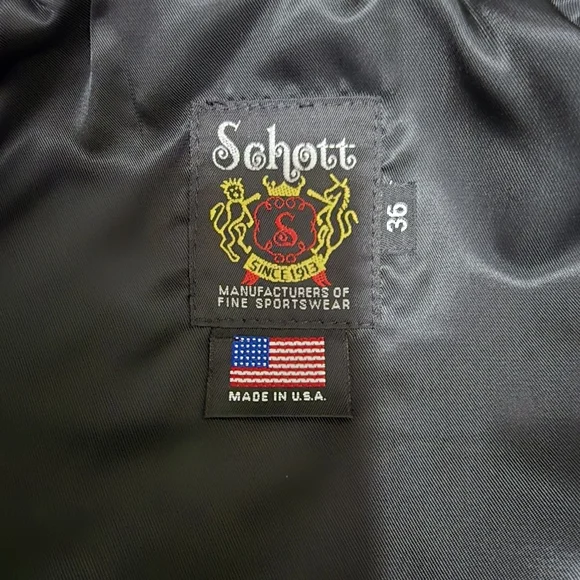 Schott
S
SINCE 1913
MANUFACTURERS OF
FINE SPORTSWEAR
36
MADE IN U.S.A.